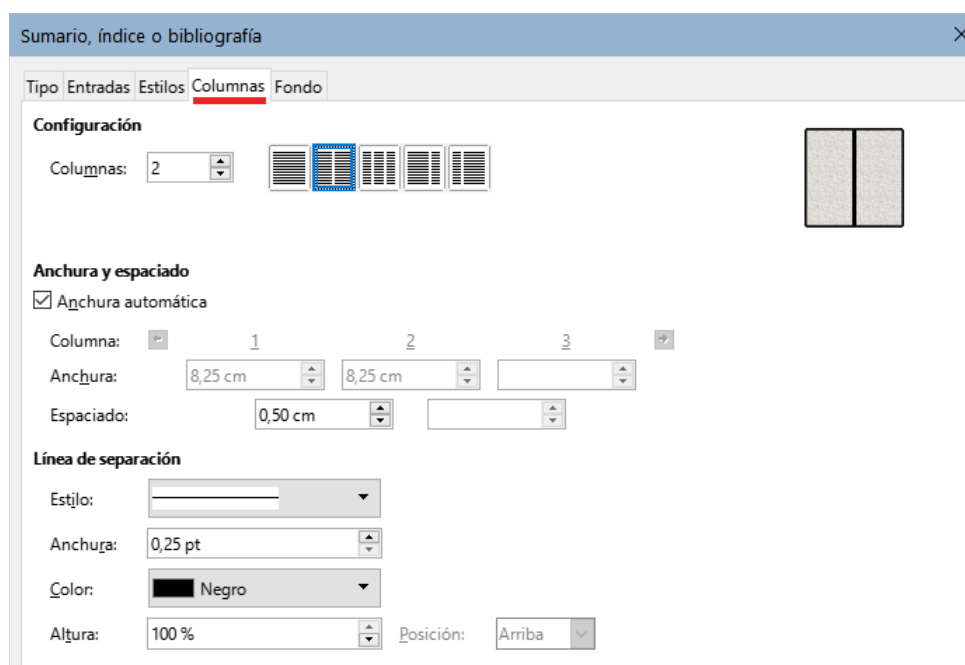 Sumario, índice o bibliografía
Tipo Entradas Estilos Columnas Fondo
Configuración
Columnas: 2
Anchura y espaciado
Anchura automática
Columna: 1 2 3
Anchura: 8,25 cm 8,25 cm
Espaciado: 0,50 cm
Línea de separación
Estilo:
Anchura: 0,25 pt
Color: Negro
Altura: 100 % Posición: Arriba